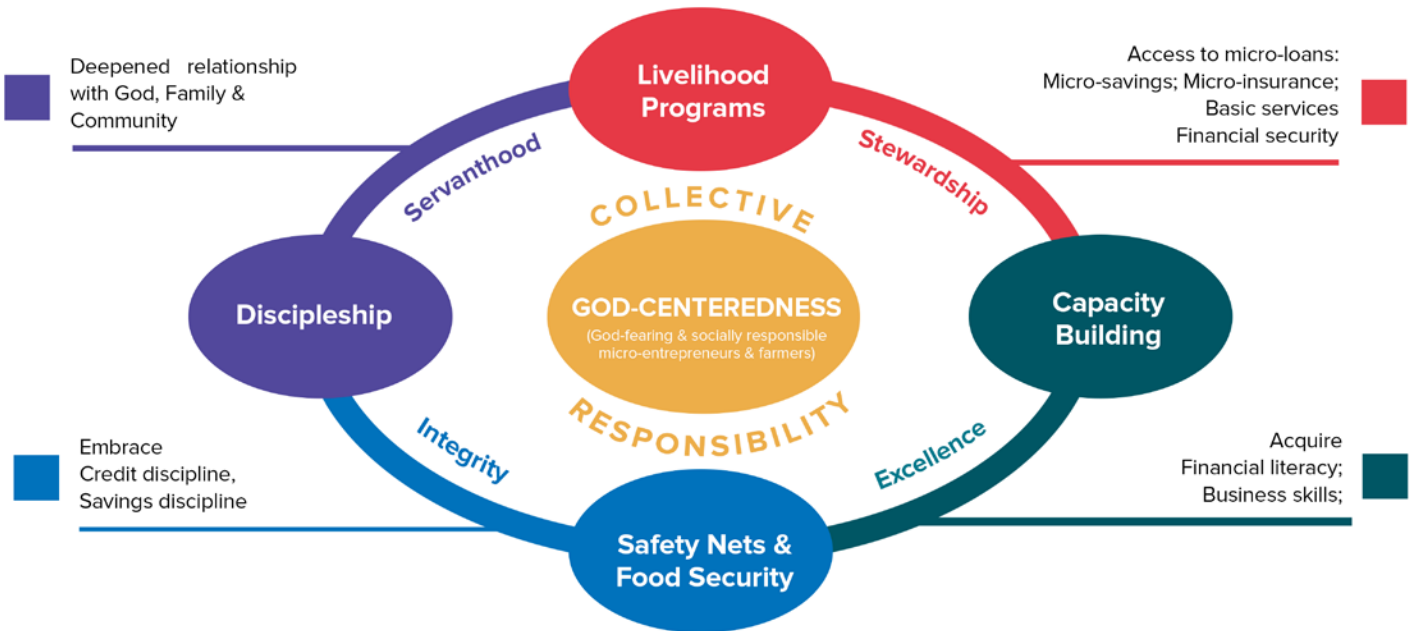 Deepened relationship
with God, Family &
Community
Livelihood
Programs
Access to micro-loans:
Micro-savings; Micro-insurance;
Basic services
Financial security
Servanthood
Stewardship
COLLECTIVE
Discipleship
GOD-CENTEREDNESS
(God-fearing & socially responsible
micro-entrepreneurs & farmers)
Capacity
Building
RESPONSIBILITY
Integrity
Excellence
Embrace
Credit discipline,
Savings discipline
Safety Nets &
Food Security
Acquire
Financial literacy;
Business skills;